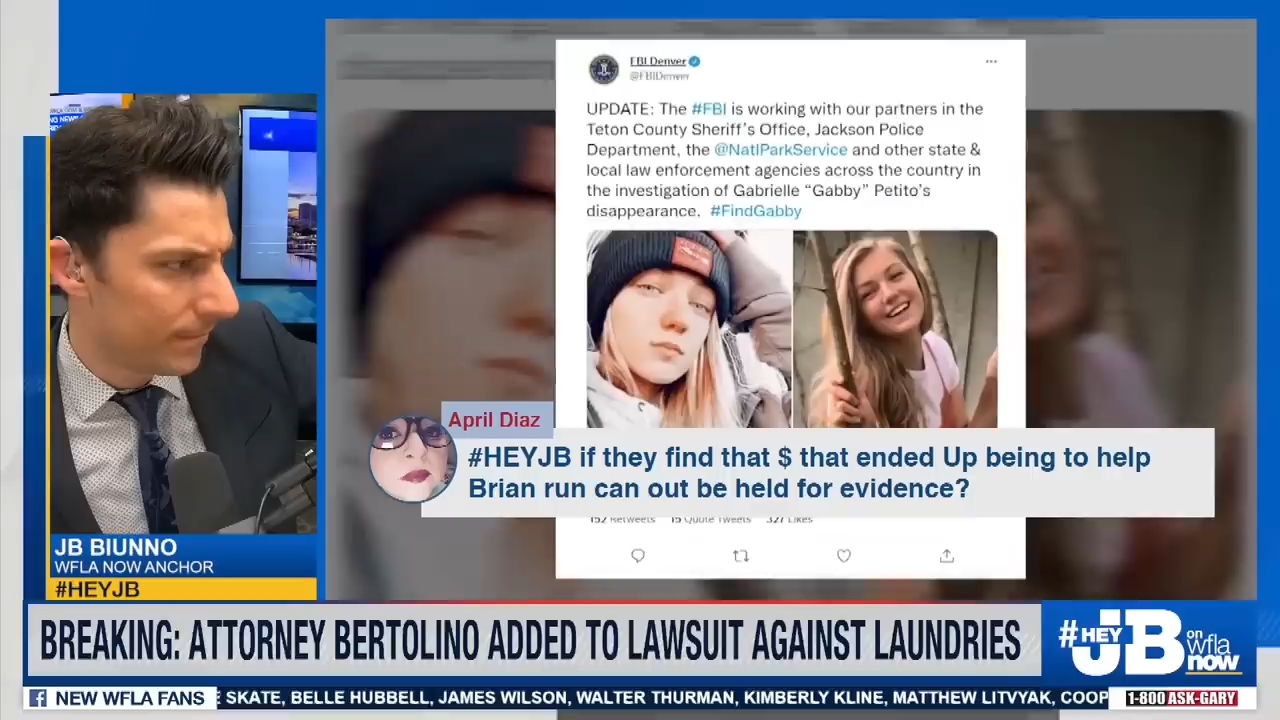 FBI Denver
@FBIDenver
UPDATE: The #FBI is working with our partners in the
Teton County Sheriff's Office, Jackson Police
Department, the @NatlParkService and other state &
local law enforcement agencies across the country in
the investigation of Gabrielle “Gabby” Petito's
disappearance. #FindGabby
April Diaz
#HEYJB if they find that $ that ended Up being to help
Brian run can out be held for evidence?
152 Retweets 15 Quote Tweets 327 Likes
JB BIUNNO
WFLA NOW ANCHOR
#HEYJB
BREAKING: ATTORNEY BERTOLINO ADDED TO LAWSUIT AGAINST LAUNDRIES
#HEY JB on wfla now
NEW WFLA FANS E SKATE, BELLE HUBBELL, JAMES WILSON, WALTER THURMAN, KIMBERLY KLINE, MATTHEW LITVYAK, COOP 1-800 ASK-GARY